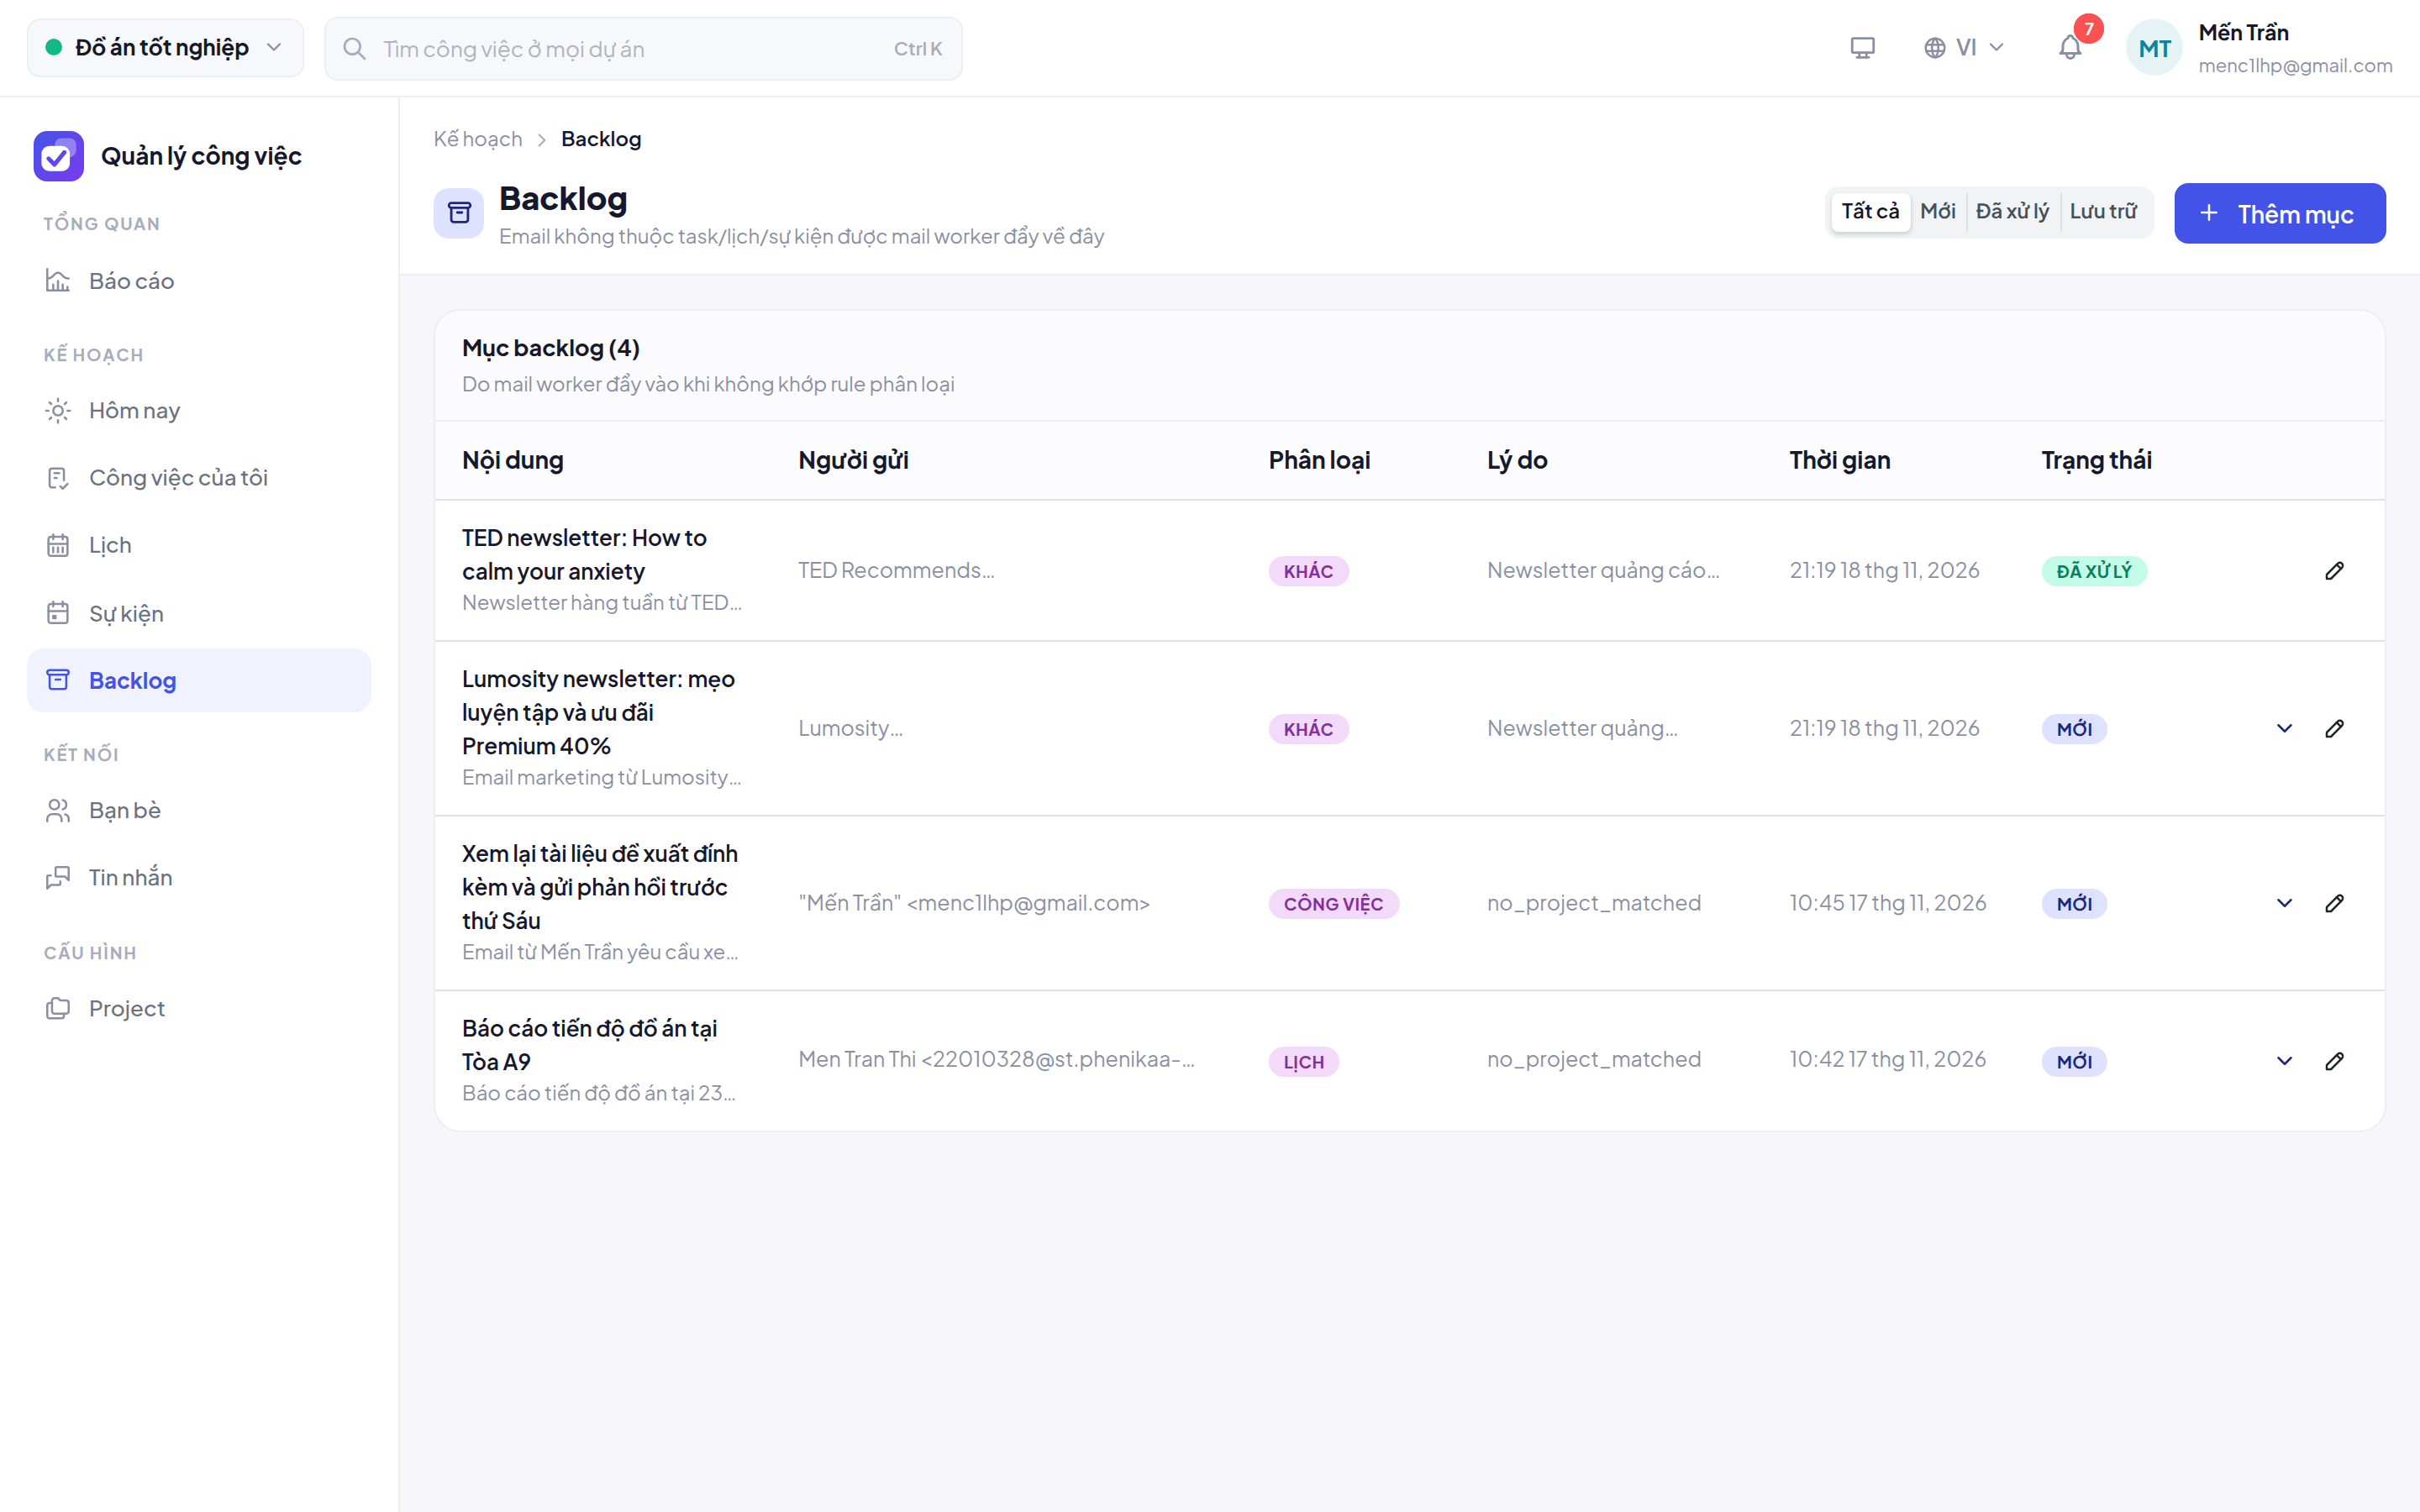 Đồ án tốt nghiệp
Tìm công việc ở mọi dự án
Ctrl K
VI
7
MT
Mến Trần
menc1lhp@gmail.com
Quản lý công việc
TỔNG QUAN
Báo cáo
KẾ HOẠCH
Hôm nay
Công việc của tôi
Lịch
Sự kiện
Backlog
KẾT NỐI
Bạn bè
Tin nhắn
CẤU HÌNH
Project
Kế hoạch > Backlog
Backlog
Email không thuộc task/lịch/sự kiện được mail worker đẩy về đây
Tất cả
Mới
Đã xử lý
Lưu trữ
+ Thêm mục
Mục backlog (4)
Do mail worker đẩy vào khi không khớp rule phân loại
Nội dung
Người gửi
Phân loại
Lý do
Thời gian
Trạng thái
TED newsletter: How to
calm your anxiety
Newsletter hàng tuần từ TED...
TED Recommends...
KHÁC
Newsletter quảng cáo...
21:19 18 thg 11, 2026
ĐÃ XỬ LÝ
Lumosity newsletter: mẹo
luyện tập và ưu đãi
Premium 40%
Email marketing từ Lumosity...
Lumosity...
KHÁC
Newsletter quảng...
21:19 18 thg 11, 2026
MỚI
Xem lại tài liệu đề xuất đính
kèm và gửi phản hồi trước
thứ Sáu
Email từ Mến Trần yêu cầu xe...
"Mến Trần" <menc1lhp@gmail.com>
CÔNG VIỆC
no_project_matched
10:45 17 thg 11, 2026
MỚI
Báo cáo tiến độ đồ án tại
Tòa A9
Báo cáo tiến độ đồ án tại 23...
Men Tran Thi <22010328@st.phenikaa-...
LỊCH
no_project_matched
10:42 17 thg 11, 2026
MỚI